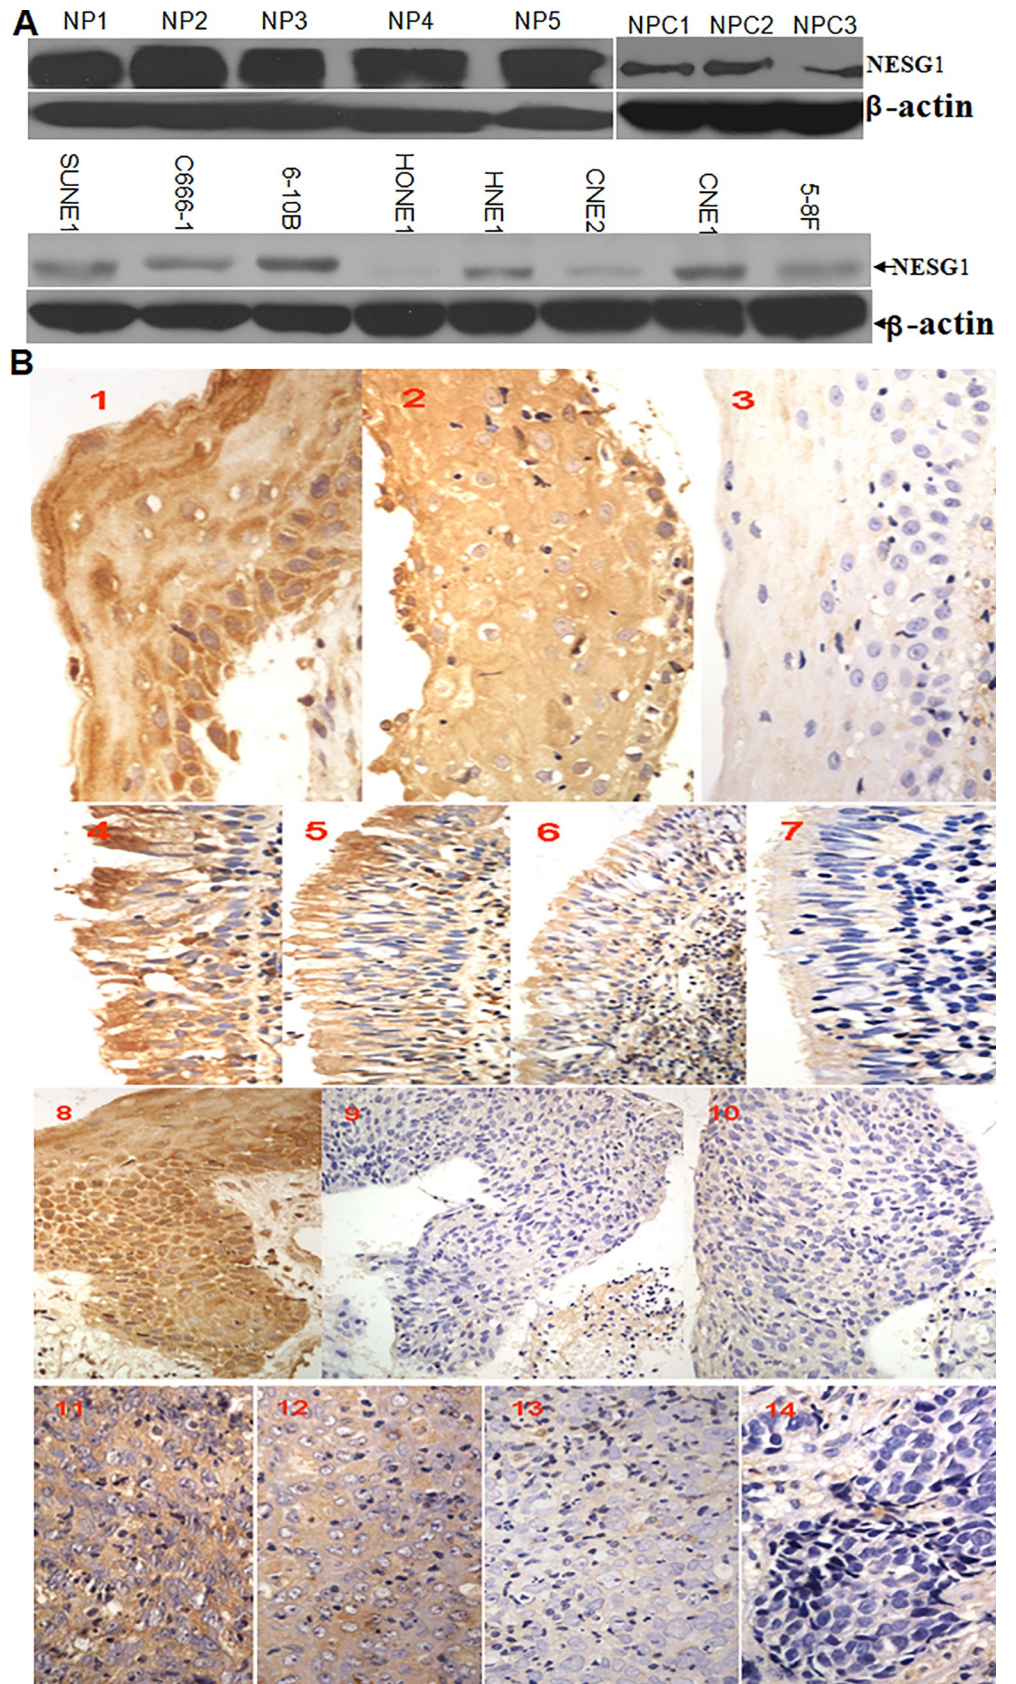 A
NP1 NP2 NP3 NP4 NP5 NPC1 NPC2 NPC3
NESG1
β-actin
SUNE1 C666-1 6-10B HONE1 HNE1 CNE2 CNE1 5-8F
NESG1
β-actin
B
1 2 3
4 5 6 7
8 9 10
11 12 13 14